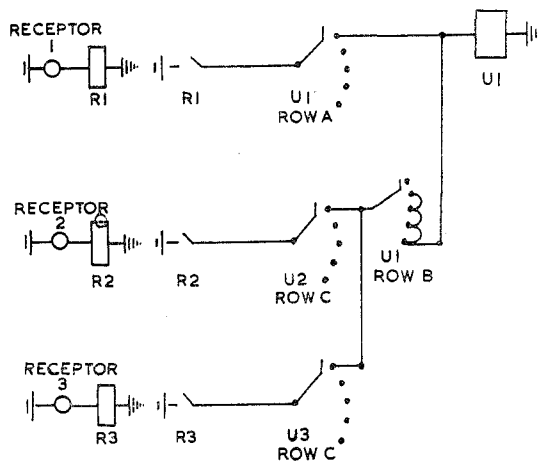 RECEPTOR
1
R1
R1
U1
ROW A
U1
RECEPTOR
2
R2
R2
U2
ROW C
U1
ROW B
RECEPTOR
3
R3
R3
U3
ROW C